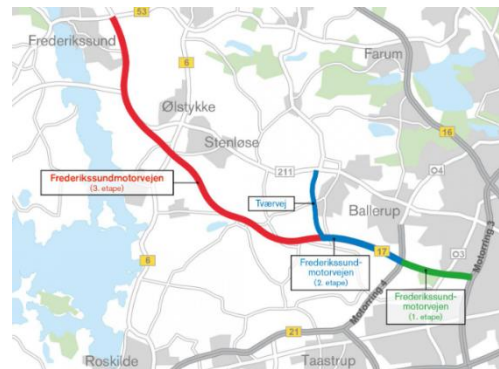 53
Frederikssund
6
Farum
Ølstykke
16
Stenløse
211
O4
Frederikssundmotorvejen
(3. etape)
Tværvej
Ballerup
Motorring 3
17
O3
6
Frederikssund-
motorvejen
(2. etape)
Frederikssund-
motorvejen
(1. etape)
Motorring 4
21
Roskilde
Taastrup